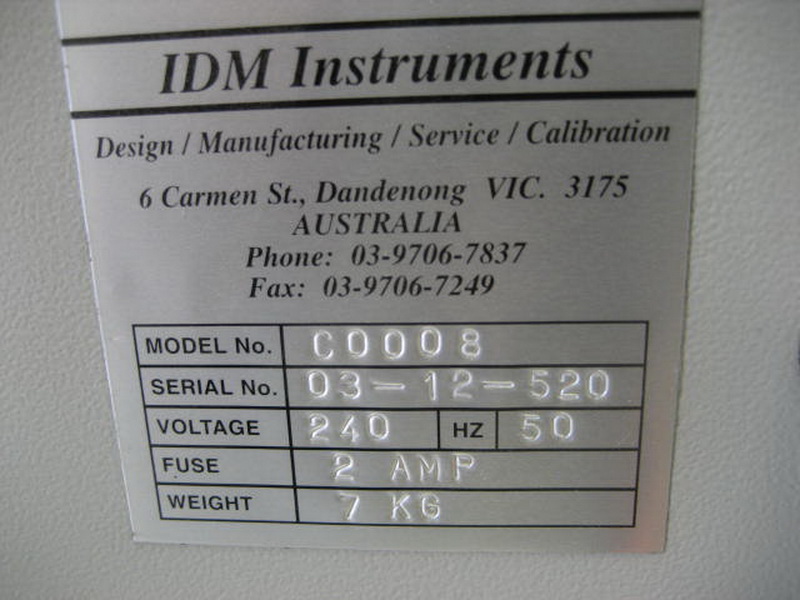 IDM Instruments
Design / Manufacturing / Service / Calibration
6 Carmen St., Dandenong VIC. 3175
AUSTRALIA
Phone: 03-9706-7837
Fax: 03-9706-7249
MODEL No. C0008
SERIAL No. 03-12-520
VOLTAGE 240 HZ 50
FUSE 2 AMP
WEIGHT 7 KG